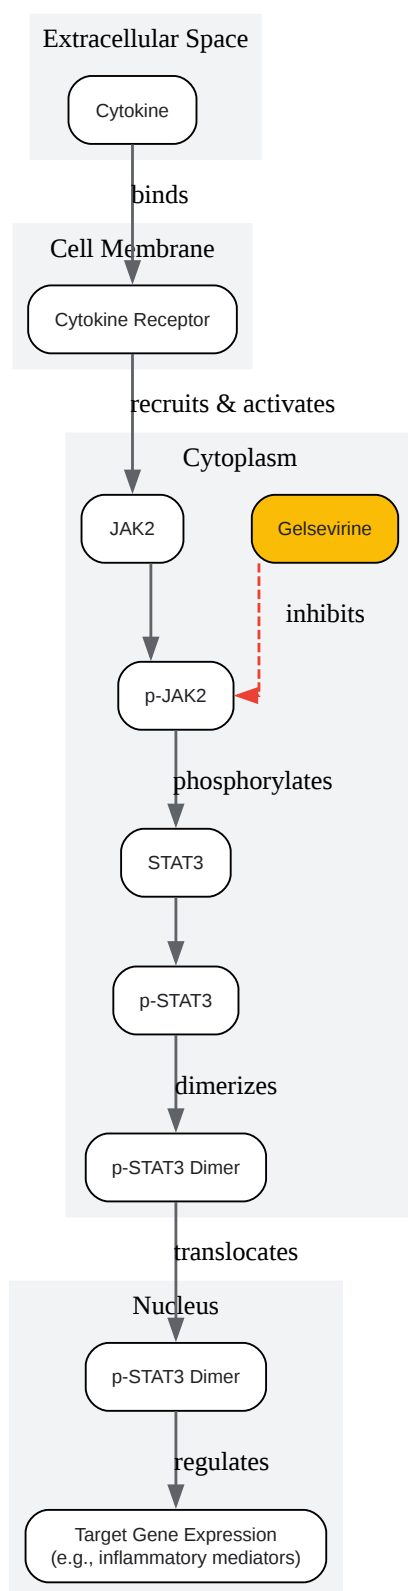 Extracellular Space
Cytokine
binds
Cell Membrane
Cytokine Receptor
recruits & activates
Cytoplasm
JAK2
Gelsevirine
inhibits
p-JAK2
phosphorylates
STAT3
p-STAT3
dimerizes
p-STAT3 Dimer
translocates
Nucleus
p-STAT3 Dimer
regulates
Target Gene Expression
(e.g., inflammatory mediators)